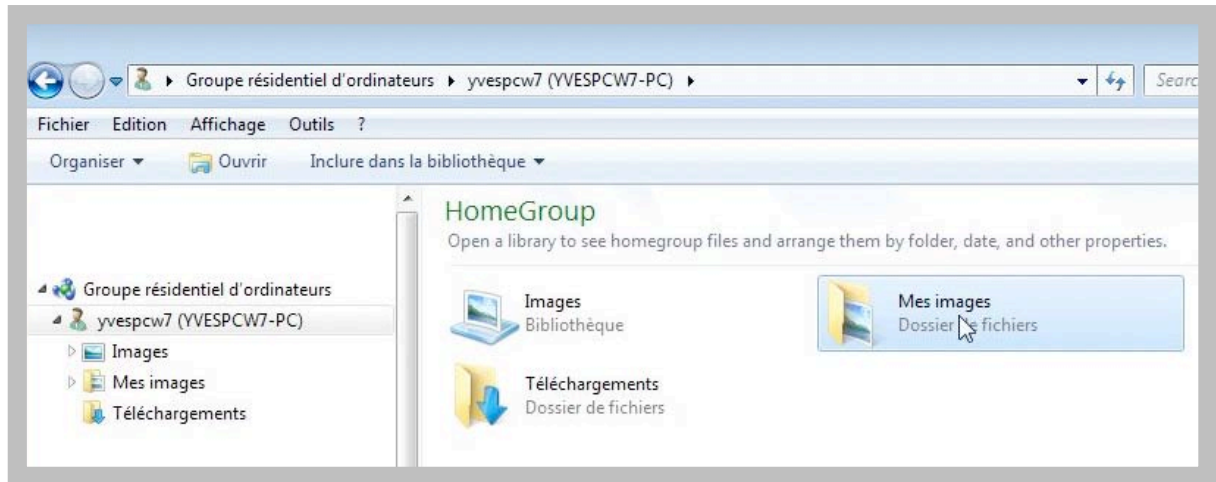 Groupe résidentiel d'ordinateurs yvespcw7 (YVESPCW7-PC)
Fichier Edition Affichage Outils ?
Organiser Ouvrir Inclure dans la bibliothèque
HomeGroup
Open a library to see homegroup files and arrange them by folder, date, and other properties.
Groupe résidentiel d'ordinateurs
yvespcw7 (YVESPCW7-PC)
Images
Mes images
Téléchargements
Images
Bibliothèque
Mes images
Dossier de fichiers
Téléchargements
Dossier de fichiers